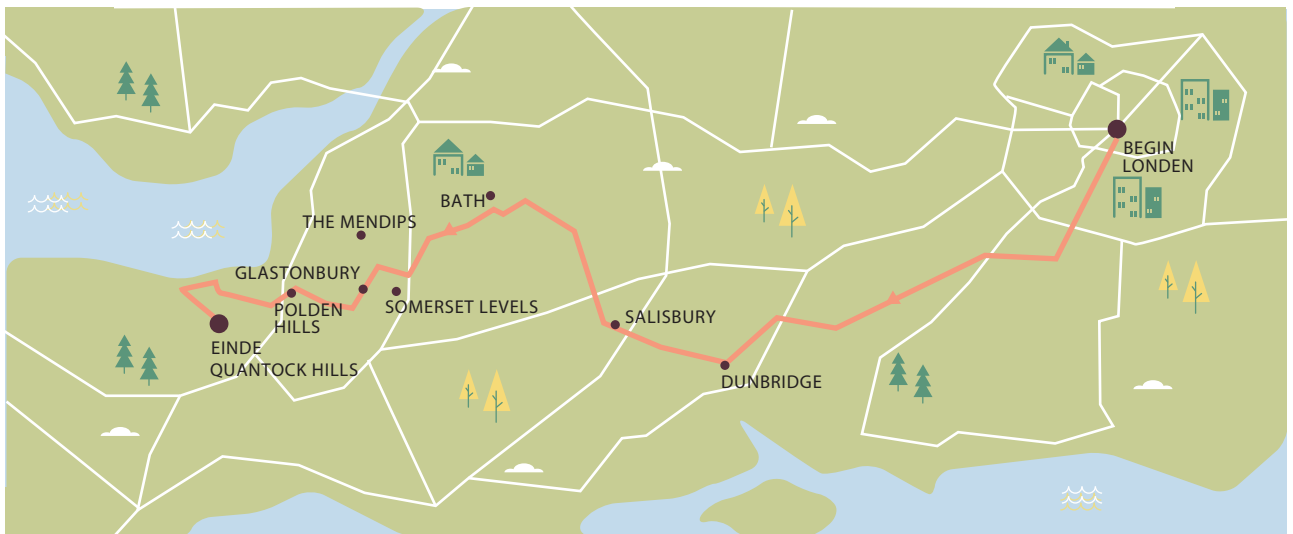 BEGIN
LONDEN
BATH
THE MENDIPS
GLASTONBURY
POLDEN
HILLS
SOMERSET LEVELS
SALISBURY
EINDE
QUANTOCK HILLS
DUNBRIDGE